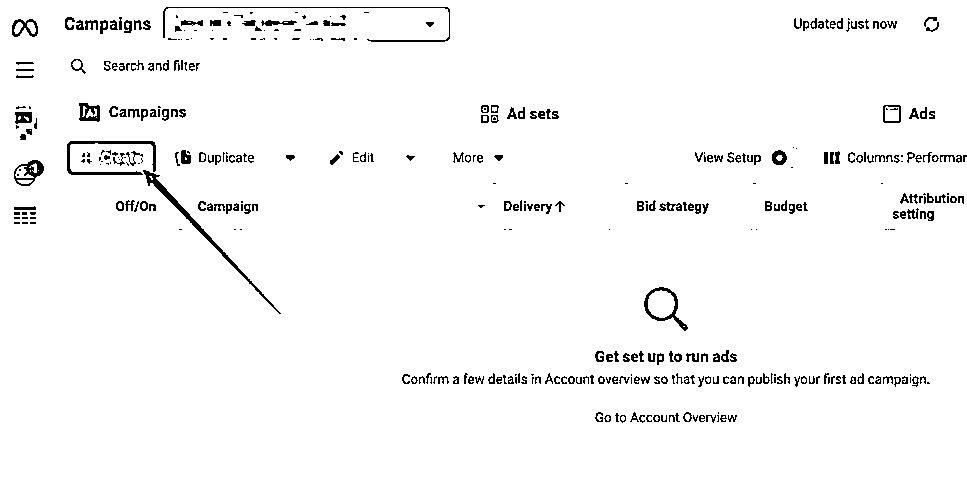 Campaigns
Updated just now
Search and filter
Campaigns
Ad sets
Ads
Create Duplicate Edit More View Setup Columns: Performar
Off/On Campaign Delivery↑ Bid strategy Budget Attribution setting
Get set up to run ads
Confirm a few details in Account overview so that you can publish your first ad campaign.
Go to Account Overview